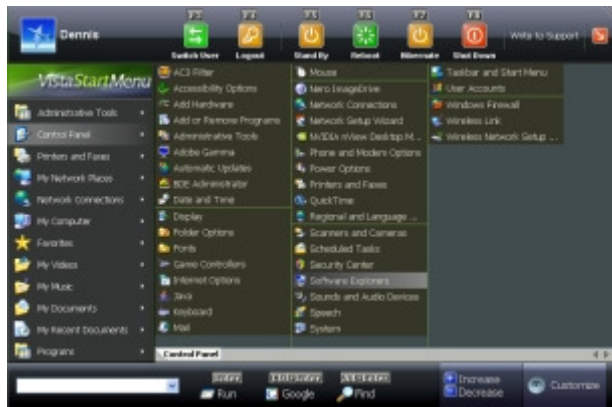 Dennis
F5
F8
Switch User
Logout
Stand By
Reboot
Hibernate
Shut Down
Write to Support
VistaStartMenu
Administrative Tools
Control Panel
Printers and Faxes
My Network Places
Network Connections
My Computer
Favorites
My Videos
My Music
My Documents
My Recent Documents
Programs
AC3 Filter
Accessibility Options
Add Hardware
Add or Remove Programs
Administrative Tools
Adobe Gamma
Automatic Updates
BDE Administrator
Date and Time
Display
Folder Options
Fonts
Game Controllers
Internet Options
Java
Keyboard
Mail
Mouse
Nero ImageDrive
Network Connections
Network Setup Wizard
NVIDIA nView Desktop M...
Phone and Modem Options
Power Options
Printers and Faxes
QuickTime
Regional and Language ...
Scanners and Cameras
Scheduled Tasks
Security Center
Software Explorers
Sounds and Audio Devices
Speech
System
Taskbar and Start Menu
User Accounts
Windows Firewall
Wireless Link
Wireless Network Setup ...
Control Panel
Run
Google
Find
Increase
Decrease
Customize